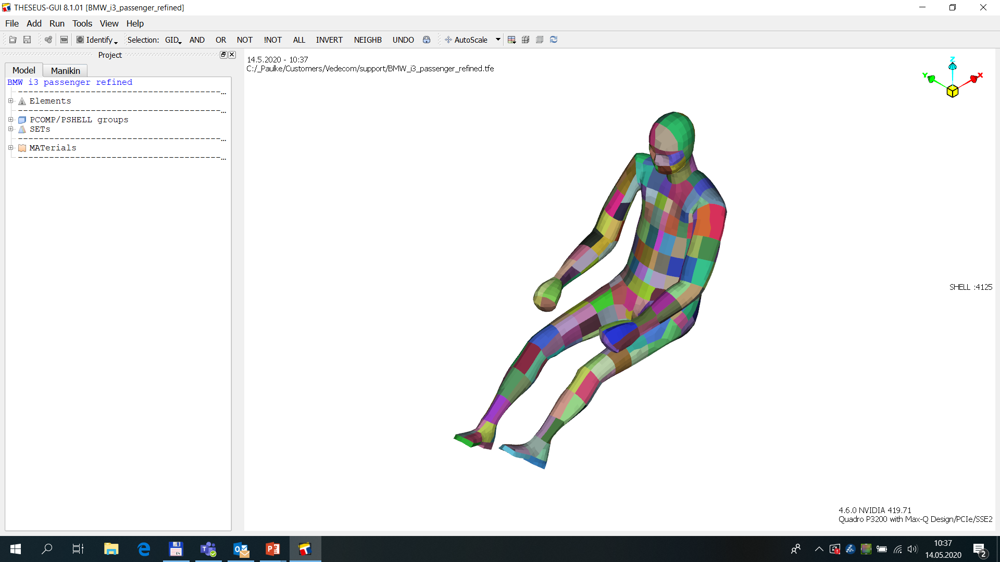 THESEUS-GUI 8.1.01 [BMW_i3_passenger_refined]
File Add Run Tools View Help
Identify Selection: GID AND OR NOT !NOT ALL INVERT NEIGHB UNDO AutoScale
Project
Model Manikin
BMW i3 passenger refined
---------------------------------------...
Elements
---------------------------------------...
PCOMP/PSHELL groups
SETs
---------------------------------------...
MATerials
---------------------------------------...
14.5.2020 - 10:37
C:/_Paulke/Customers/Vedecom/support/BMW_i3_passenger_refined.tfe
Z
Y
X
SHELL :4125
4.6.0 NVIDIA 419.71
Quadro P3200 with Max-Q Design/PCIe/SSE2
64
10:37
14.05.2020
2